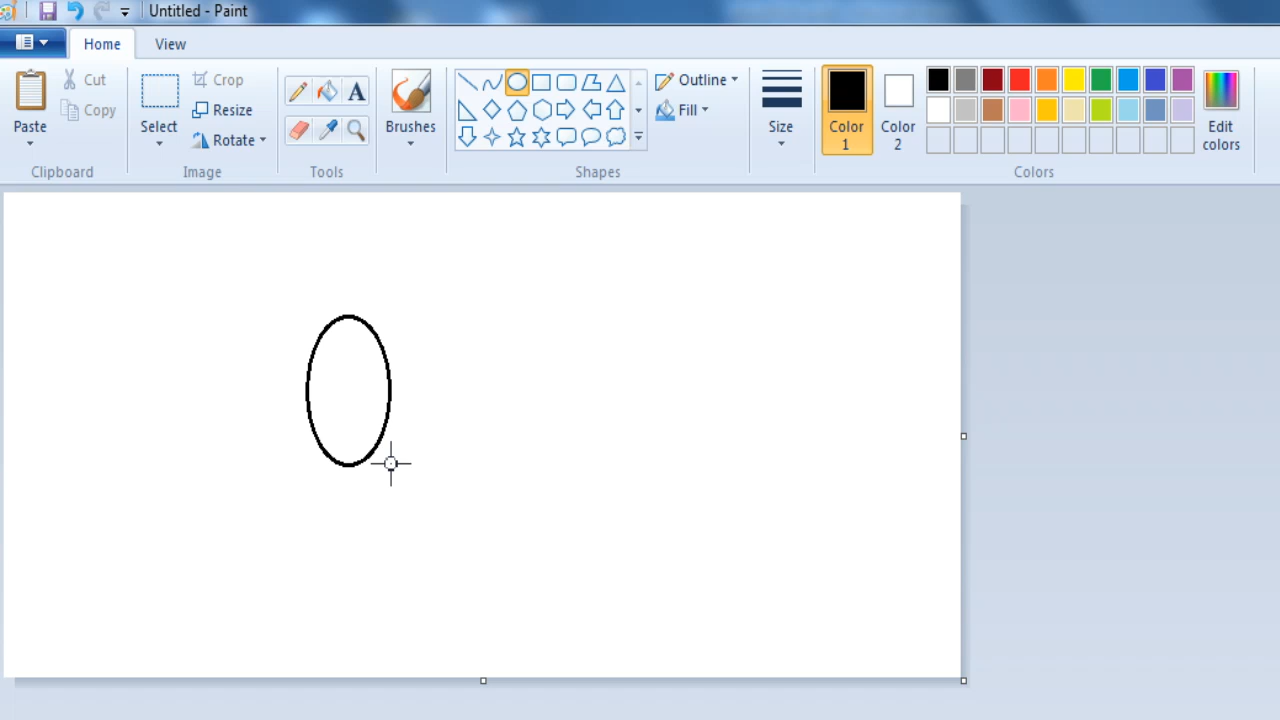 Untitled - Paint
Home View
Paste
Cut
Copy
Clipboard
Select
Crop
Resize
Rotate
Image
A
Tools
Brushes
Shapes
Outline
Fill
Size
Color
1
Color
2
Edit
colors
Colors